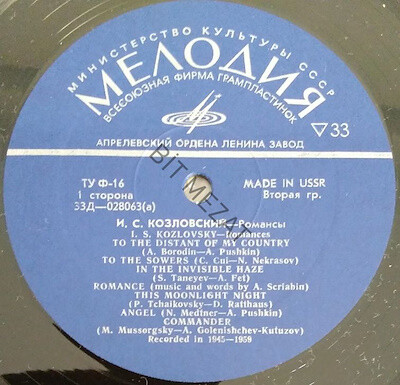 МИНИСТЕРСТВО КУЛЬТУРЫ СССР
МЕЛОДИЯ
ВСЕСОЮЗНАЯ ФИРМА ГРАМПЛАСТИНОК
▽33
АПРЕЛЕВСКИЙ ОРДЕНА ЛЕНИНА ЗАВОД
BİT MEZAT
ТУ Ф-16
MADE IN USSR
1 сторона
Вторая гр.
33Д—028063(а)
И. С. КОЗЛОВСКИЙ—Романсы
I. S. KOZLOVSKY—Romances
TO THE DISTANT OF MY COUNTRY
(A. Borodin—A. Pushkin)
TO THE SOWERS (C. Cui—N. Nekrasov)
IN THE INVISIBLE HAZE
(S. Taneyev—A. Fet)
ROMANCE (music and words by A. Scriabin)
THIS MOONLIGHT NIGHT
(P. Tchaikovsky—D. Ratthaus)
ANGEL (N. Medtner—A. Pushkin)
COMMANDER
(M. Mussorgsky—A. Golenishchev-Kutuzov)
Recorded in 1945—1959